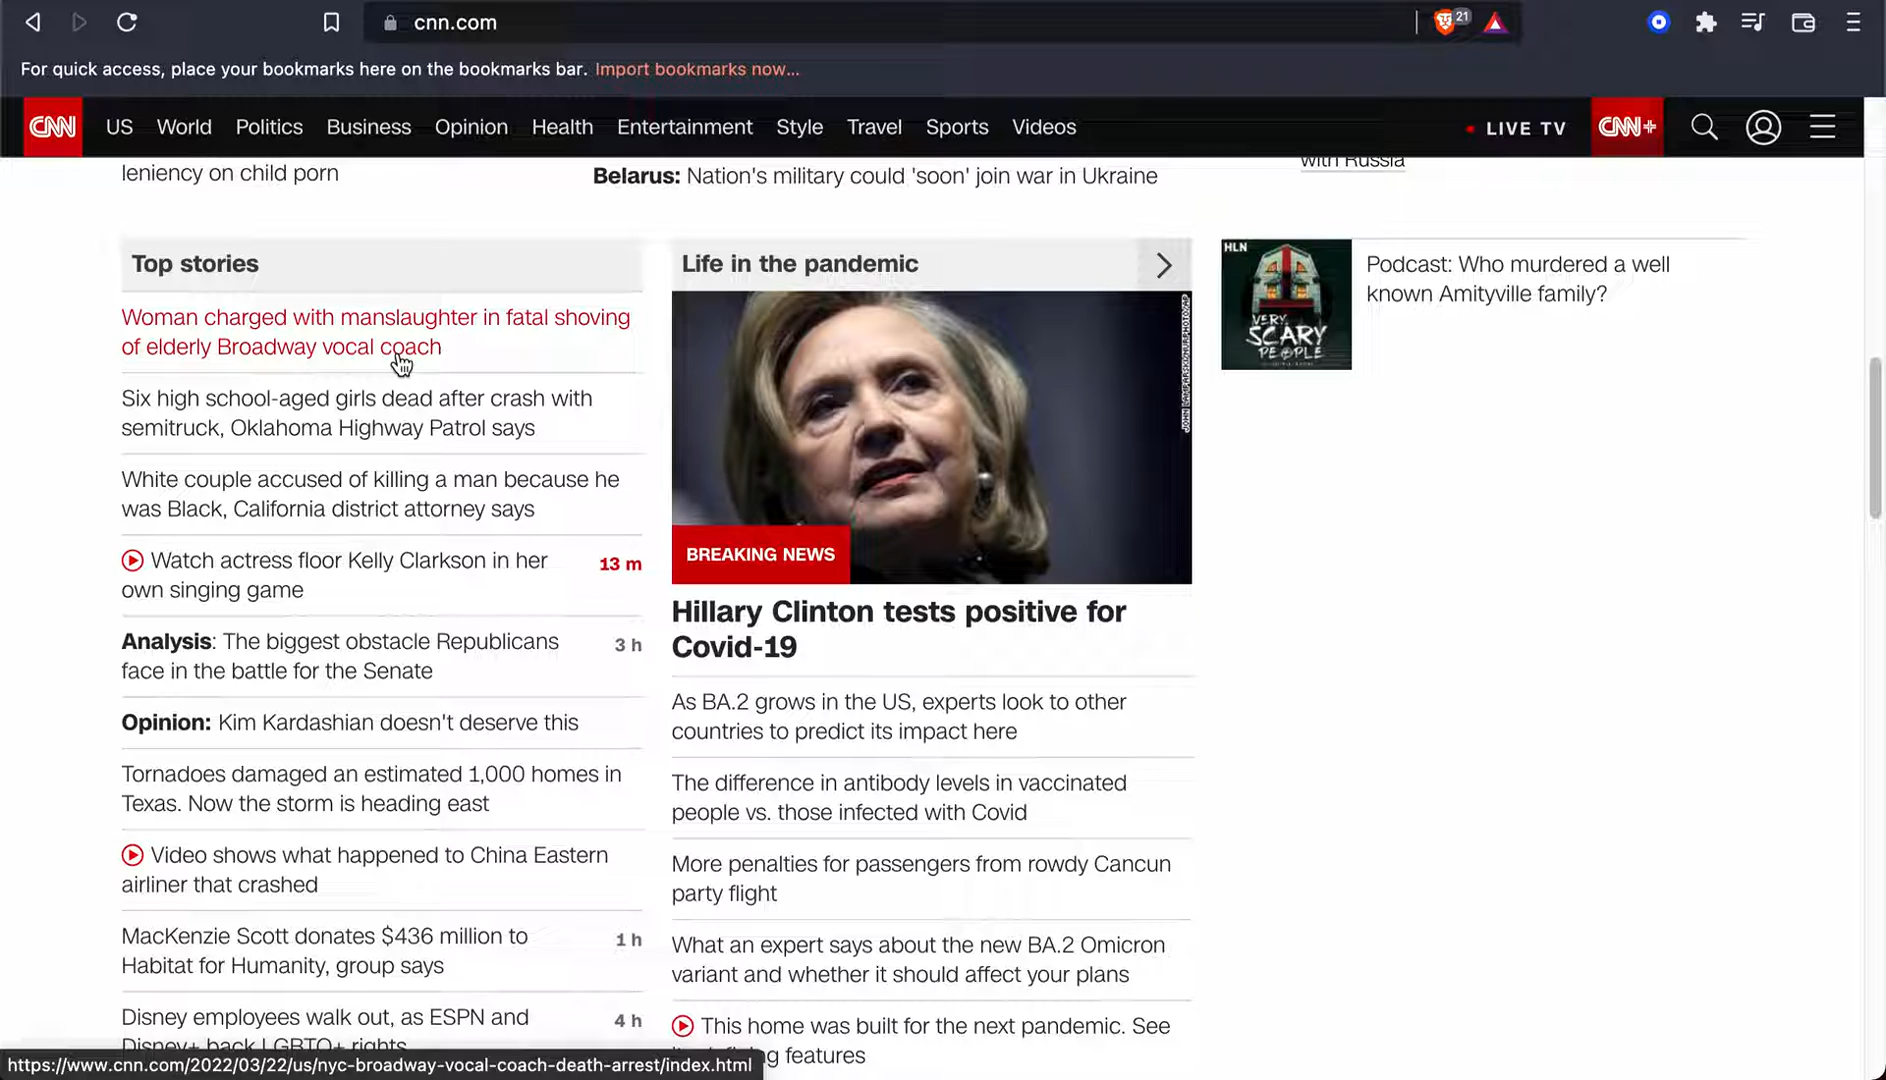 cnn.com
21
For quick access, place your bookmarks here on the bookmarks bar. Import bookmarks now...
CNN US World Politics Business Opinion Health Entertainment Style Travel Sports Videos LIVE TV CNN+
leniency on child porn
Belarus: Nation's military could 'soon' join war in Ukraine
with Russia
Top stories
Woman charged with manslaughter in fatal shoving
of elderly Broadway vocal coach
Six high school-aged girls dead after crash with
semitruck, Oklahoma Highway Patrol says
White couple accused of killing a man because he
was Black, California district attorney says
Watch actress floor Kelly Clarkson in her 13 m
own singing game
Analysis: The biggest obstacle Republicans 3 h
face in the battle for the Senate
Opinion: Kim Kardashian doesn't deserve this
Tornadoes damaged an estimated 1,000 homes in
Texas. Now the storm is heading east
Video shows what happened to China Eastern
airliner that crashed
MacKenzie Scott donates $436 million to 1 h
Habitat for Humanity, group says
Disney employees walk out, as ESPN and 4 h
Disney+ back LGBTQ+ rights
Life in the pandemic
BREAKING NEWS
Hillary Clinton tests positive for
Covid-19
As BA.2 grows in the US, experts look to other
countries to predict its impact here
The difference in antibody levels in vaccinated
people vs. those infected with Covid
More penalties for passengers from rowdy Cancun
party flight
What an expert says about the new BA.2 Omicron
variant and whether it should affect your plans
This home was built for the next pandemic. See
features
HLN
VERY
SCARY
PEOPLE
Podcast: Who murdered a well
known Amityville family?
https://www.cnn.com/2022/03/22/us/nyc-broadway-vocal-coach-death-arrest/index.html